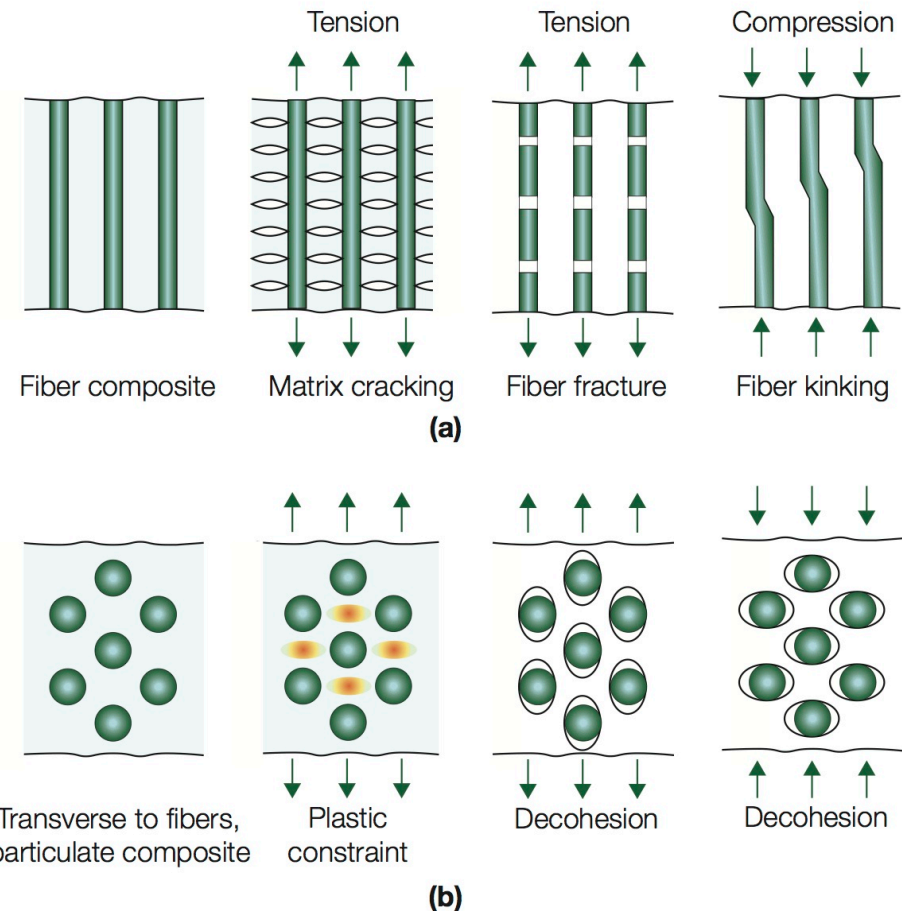 Tension
Tension
Compression
Fiber composite
Matrix cracking
Fiber fracture
Fiber kinking
(a)
Transverse to fibers,
particulate composite
Plastic
constraint
Decohesion
Decohesion
(b)